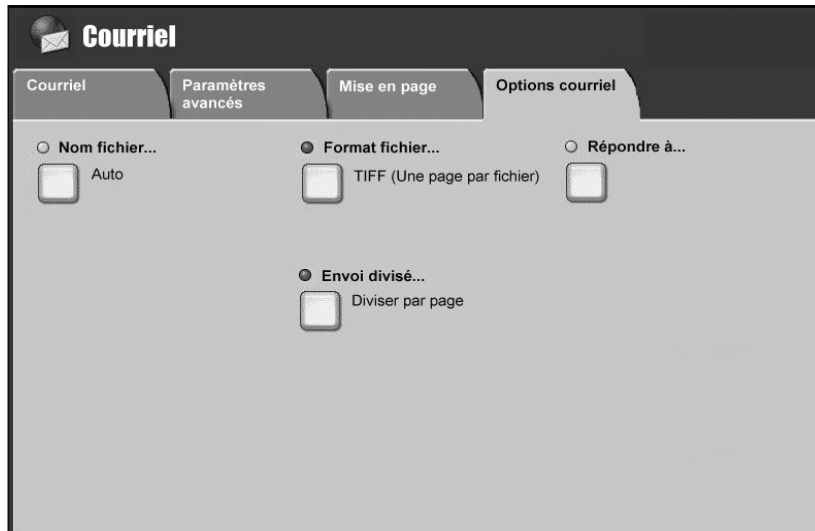 Courriel
Courriel
Paramètres
avancés
Mise en page
Options courriel
Nom fichier...
Auto
Format fichier...
TIFF (Une page par fichier)
Répondre à...
Envoi divisé...
Diviser par page